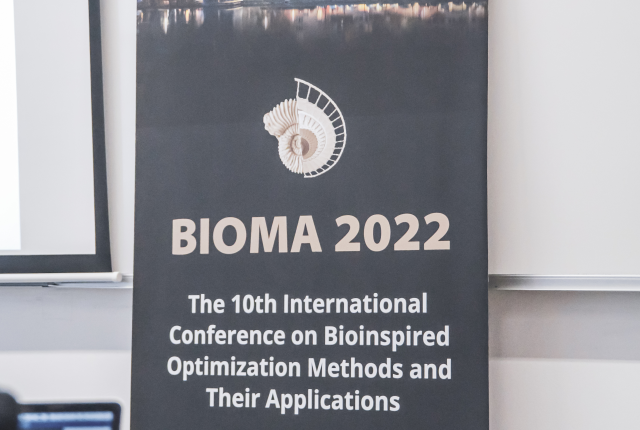 BIOMA 2022
The 10th International
Conference on Bioinspired
Optimization Methods and
Their Applications